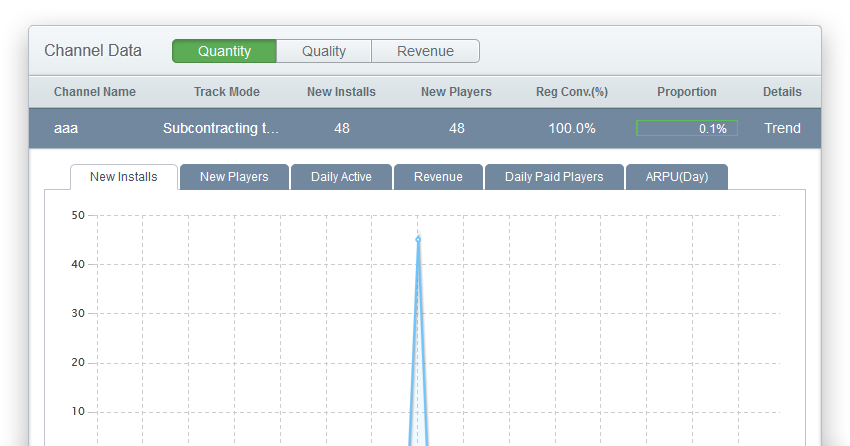 Channel Data Quantity Quality Revenue
Channel Name Track Mode New Installs New Players Reg Conv.(%) Proportion Details
aaa Subcontracting t... 48 48 100.0% 0.1% Trend
New Installs New Players Daily Active Revenue Daily Paid Players ARPU(Day)
50
40
30
20
10